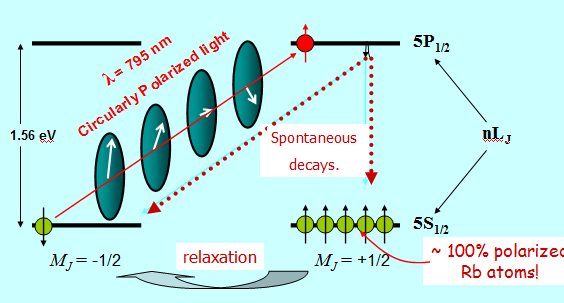 λ = 795 nm
Circularly Polarized light
5P1/2
1.56 eV
Spontaneous
decays.
nLJ
5S1/2
MJ = -1/2
relaxation
MJ = +1/2
~ 100% polarized
Rb atoms!